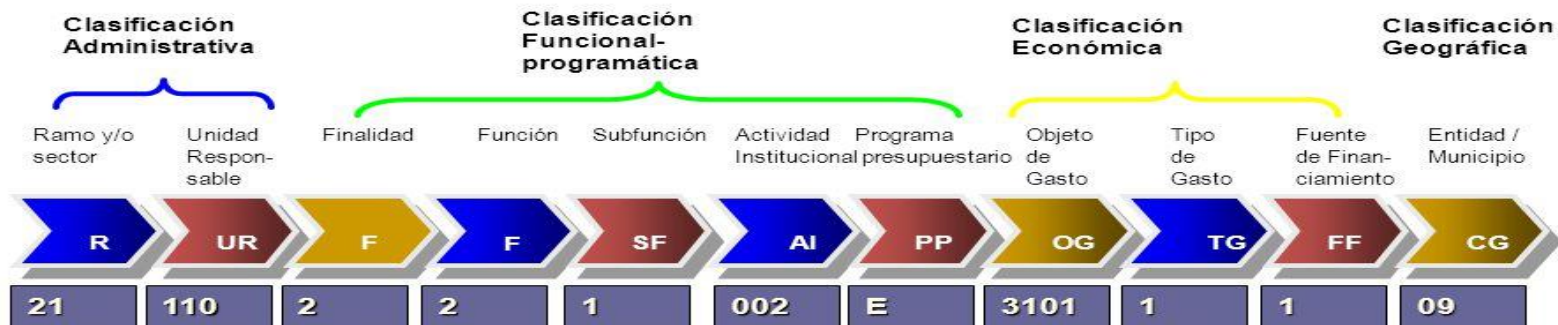 Clasificación
Administrativa
Clasificación
Funcional-
programática
Clasificación
Económica
Clasificación
Geográfica
Ramo y/o
sector
Unidad
Respon-
sable
Finalidad
Función
Subfunción
Actividad
Institucional
Programa
presupuestario
Objeto
de
Gasto
Tipo
de
Gasto
Fuente
de Finan-
ciamiento
Entidad /
Municipio
R UR F F SF AI PP OG TG FF CG
21 110 2 2 1 002 E 3101 1 1 09